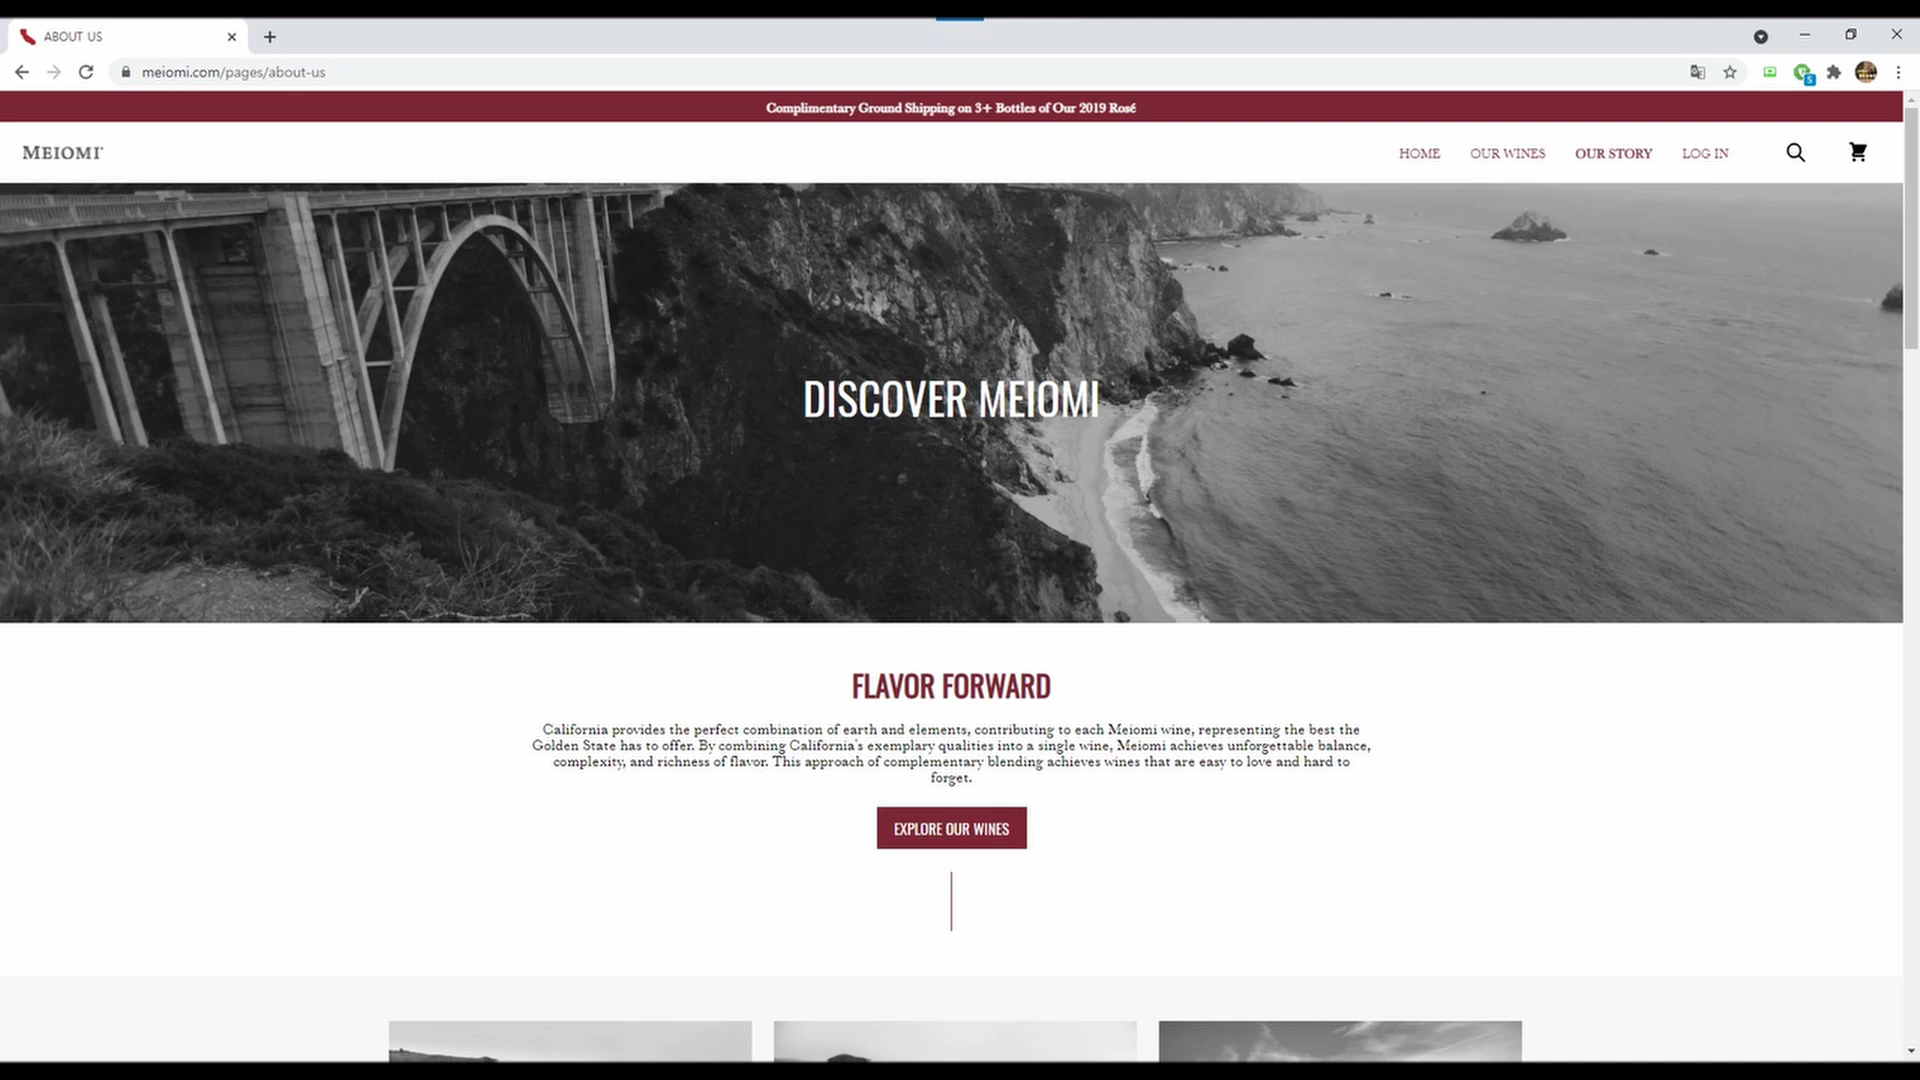 ABOUT US
meiomi.com/pages/about-us
5
Complimentary Ground Shipping on 3+ Bottles of Our 2019 Rosé
MEIOMI
HOME OUR WINES OUR STORY LOG IN
DISCOVER MEIOMI
FLAVOR FORWARD
California provides the perfect combination of earth and elements, contributing to each Meiomi wine, representing the best the
Golden State has to offer. By combining California's exemplary qualities into a single wine, Meiomi achieves unforgettable balance,
complexity, and richness of flavor. This approach of complementary blending achieves wines that are easy to love and hard to
forget.
EXPLORE OUR WINES